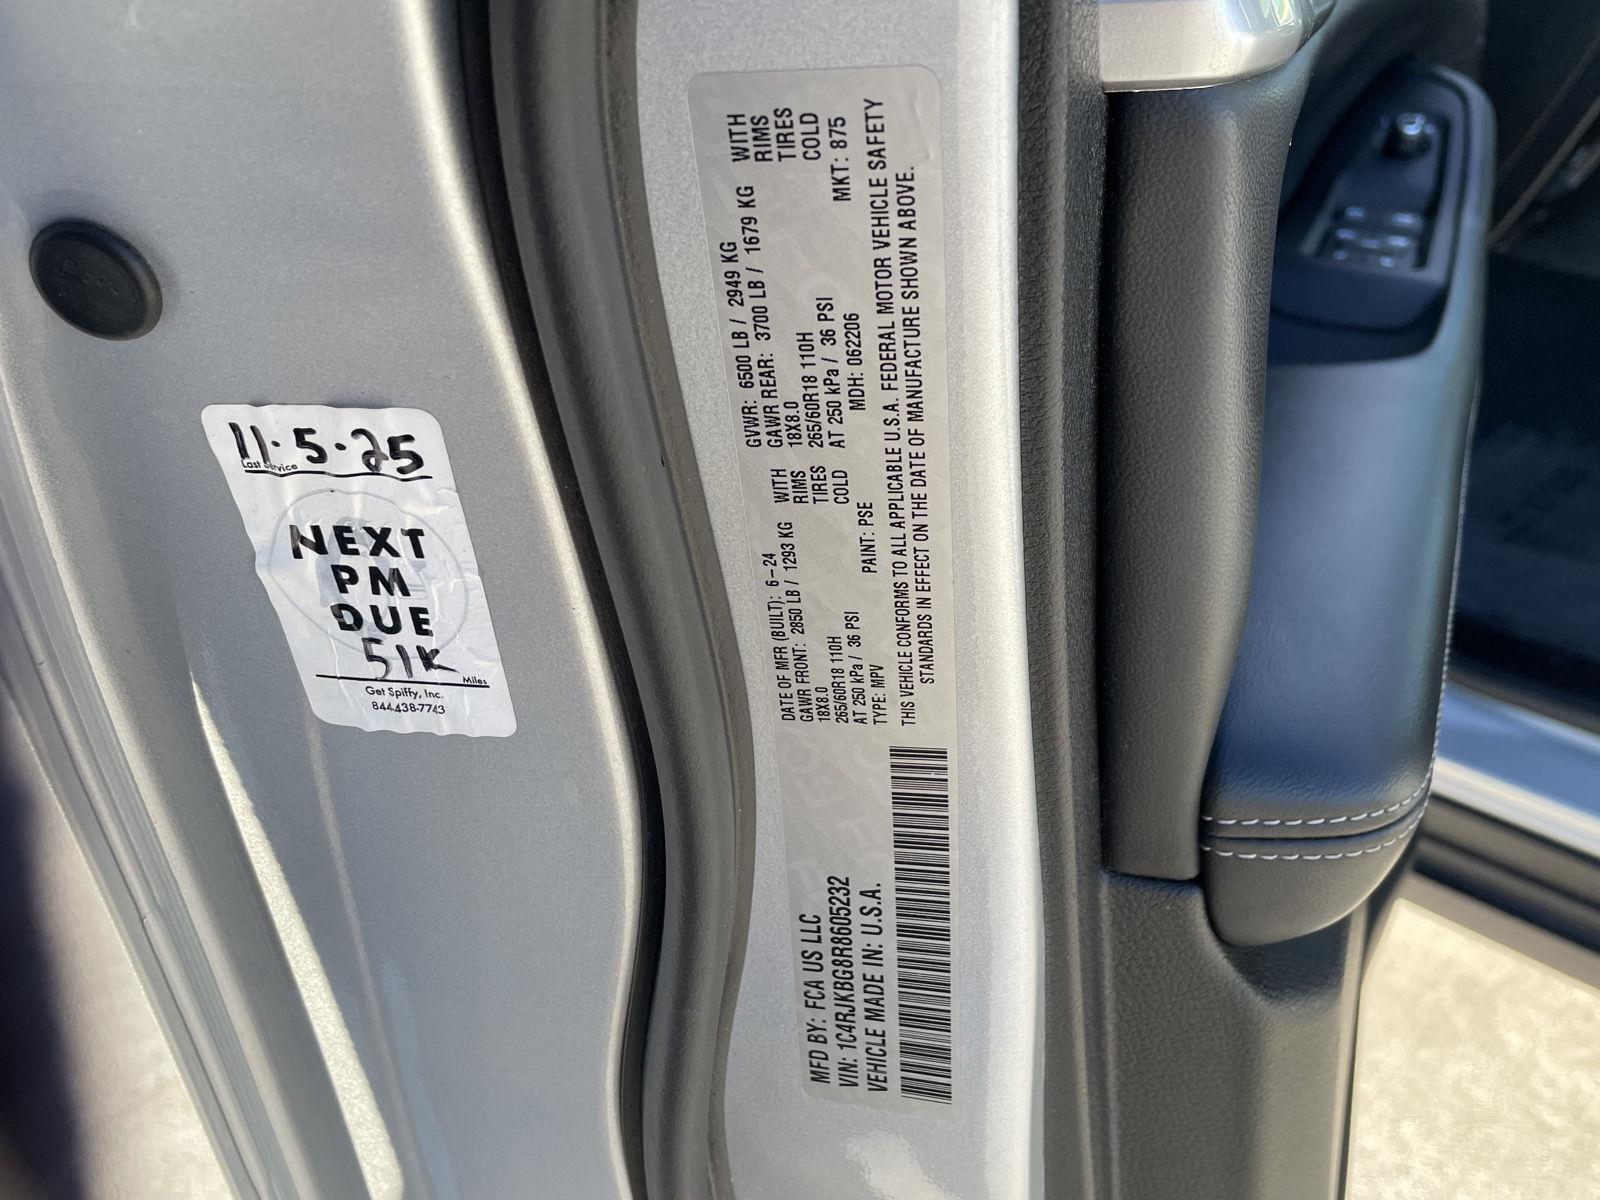 11-5-25
Last Service
NEXT
PM
DUE
51K
Miles
Get Spiffy, Inc.
844-438-7743
MFD BY: FCA US LLC
VIN: 1C4RJKBG8R8605232
VEHICLE MADE IN: U.S.A.
DATE OF MFR (BUILT): 6-24
GVWR: 6500 LB / 2949 KG
GAWR FRONT: 2850 LB / 1293 KG WITH
18X8.0 RIMS
265/60R18 110H TIRES
AT 250 kPa / 36 PSI COLD
GAWR REAR: 3700 LB / 1679 KG WITH
18X8.0 RIMS
265/60R18 110H TIRES
AT 250 kPa / 36 PSI COLD
TYPE: MPV PAINT: PSE MDH: 062206 MKT: 875
THIS VEHICLE CONFORMS TO ALL APPLICABLE U.S.A. FEDERAL MOTOR VEHICLE SAFETY
STANDARDS IN EFFECT ON THE DATE OF MANUFACTURE SHOWN ABOVE.